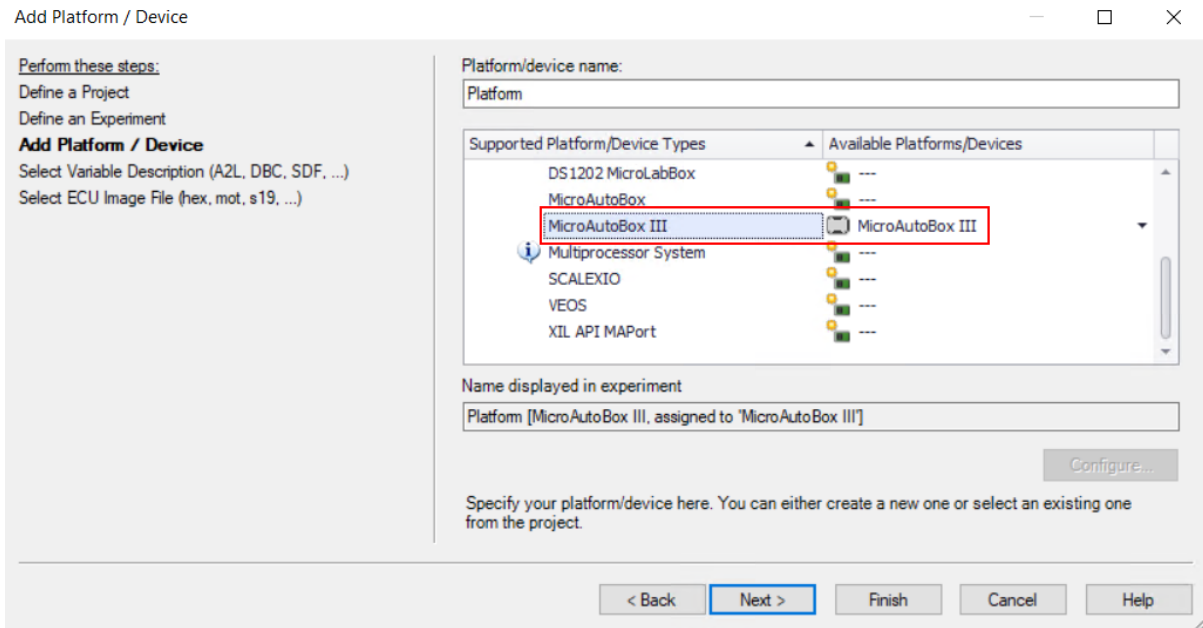 Add Platform / Device
Perform these steps:
Define a Project
Define an Experiment
Add Platform / Device
Select Variable Description (A2L, DBC, SDF, ...)
Select ECU Image File (hex, mot, s19, ...)
Platform/device name:
Platform
Supported Platform/Device Types Available Platforms/Devices
DS1202 MicroLabBox ---
MicroAutoBox ---
MicroAutoBox III MicroAutoBox III
Multiprocessor System ---
SCALEXIO ---
VEOS ---
XIL API MAPort ---
Name displayed in experiment
Platform [MicroAutoBox III, assigned to 'MicroAutoBox III']
Configure...
Specify your platform/device here. You can either create a new one or select an existing one
from the project.
< Back Next > Finish Cancel Help